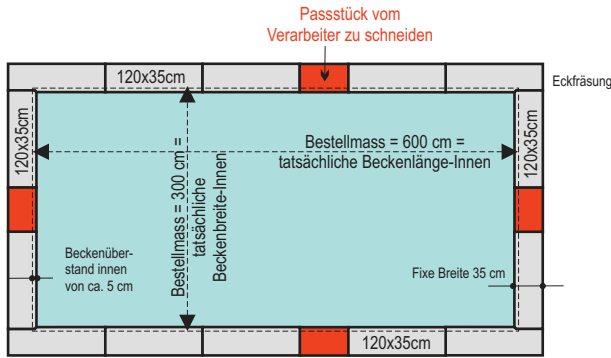 Passstück vom
Verarbeiter zu schneiden
120x35cm
Eckfräsung
120x35cm
120x35cm
Bestellmass = 600 cm =
tatsächliche Beckenlänge-Innen
Bestellmass = 300 cm =
tatsächliche
Beckenbreite-Innen
Beckenüber-
stand innen
von ca. 5 cm
Fixe Breite 35 cm
120x35cm